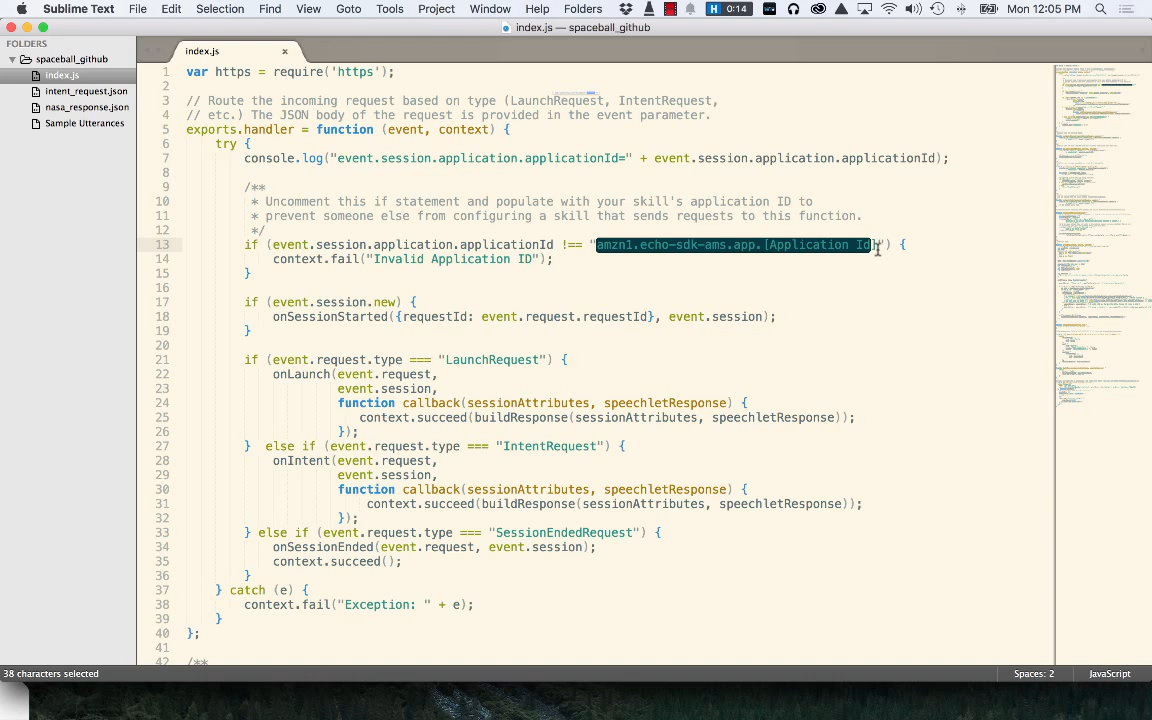 Sublime Text File Edit Selection Find View Goto Tools Project Window Help Folders H 0:14 Mon 12:05 PM
index.js — spaceball_github
FOLDERS
spaceball_github
index.js
intent_request.json
nasa_response.json
Sample Utterances
index.js ×
1 var https = require('https');
2
3 // Route the incoming request based on type (LaunchRequest, IntentRequest,
4 // etc.) The JSON body of the request is provided in the event parameter.
5 exports.handler = function (event, context) {
6 try {
7 console.log("event.session.application.applicationId=" + event.session.application.applicationId);
8
9 /**
10 * Uncomment this if statement and populate with your skill's application ID to
11 * prevent someone else from configuring a skill that sends requests to this function.
12 */
13 if (event.session.application.applicationId !== "amzn1.echo-sdk-ams.app.[Application Id]") {
14 context.fail("Invalid Application ID");
15 }
16
17 if (event.session.new) {
18 onSessionStarted({requestId: event.request.requestId}, event.session);
19 }
20
21 if (event.request.type === "LaunchRequest") {
22 onLaunch(event.request,
23 event.session,
24 function callback(sessionAttributes, speechletResponse) {
25 context.succeed(buildResponse(sessionAttributes, speechletResponse));
26 });
27 } else if (event.request.type === "IntentRequest") {
28 onIntent(event.request,
29 event.session,
30 function callback(sessionAttributes, speechletResponse) {
31 context.succeed(buildResponse(sessionAttributes, speechletResponse));
32 });
33 } else if (event.request.type === "SessionEndedRequest") {
34 onSessionEnded(event.request, event.session);
35 context.succeed();
36 }
37 } catch (e) {
38 context.fail("Exception: " + e);
39 }
40 };
41
42 /**
38 characters selected Spaces: 2 JavaScript